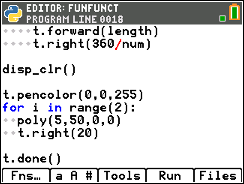 EDITOR: FUNFUNCT
PROGRAM LINE 0018
t.forward(length)
t.right(360/num)
disp_clr()
t.pencolor(0,0,255)
for i in range(2):
poly(5,50,0,0)
t.right(20)
t.done()
Fns… a A # Tools Run Files